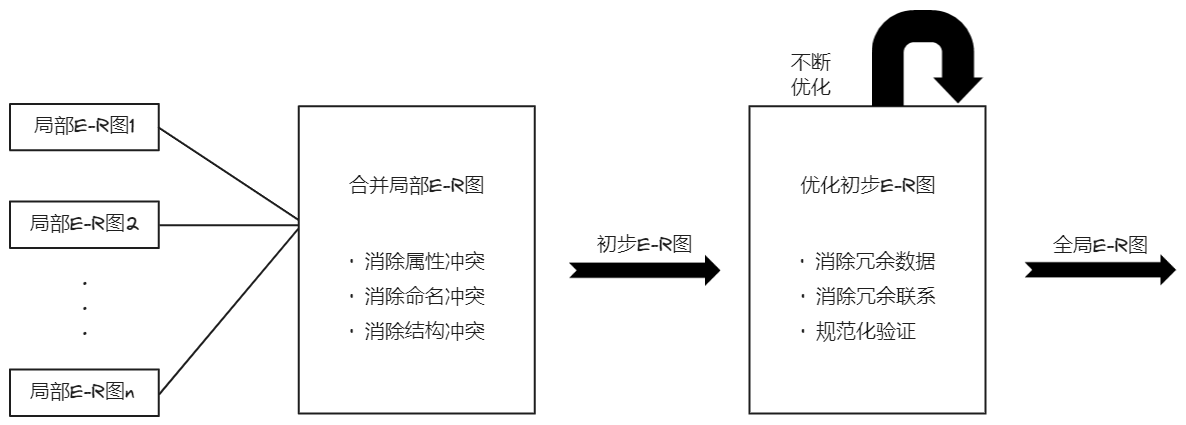 局部E-R图1
局部E-R图2
·
·
·
局部E-R图n
合并局部E-R图
· 消除属性冲突
· 消除命名冲突
· 消除结构冲突
初步E-R图
不断
优化
优化初步E-R图
· 消除冗余数据
· 消除冗余联系
· 规范化验证
全局E-R图